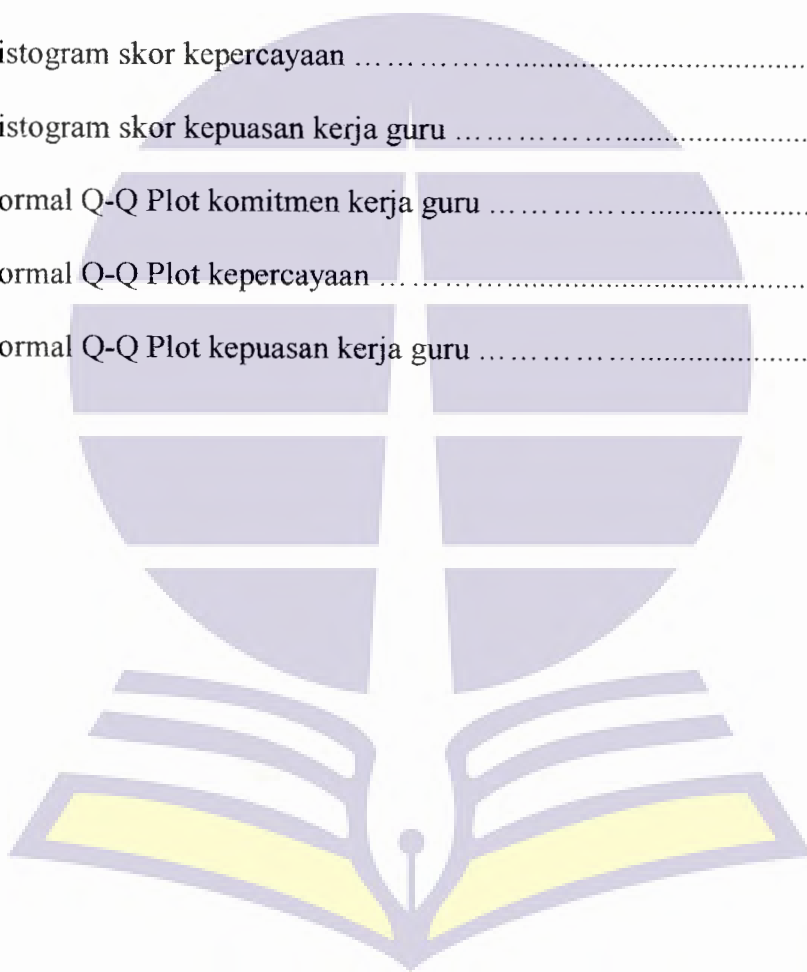 istogram skor kepercayaan ........................................................
istogram skor kepuasan kerja guru ........................................
ormal Q-Q Plot komitmen kerja guru ....................................
ormal Q-Q Plot kepercayaan ....................................................
ormal Q-Q Plot kepuasan kerja guru .....................................